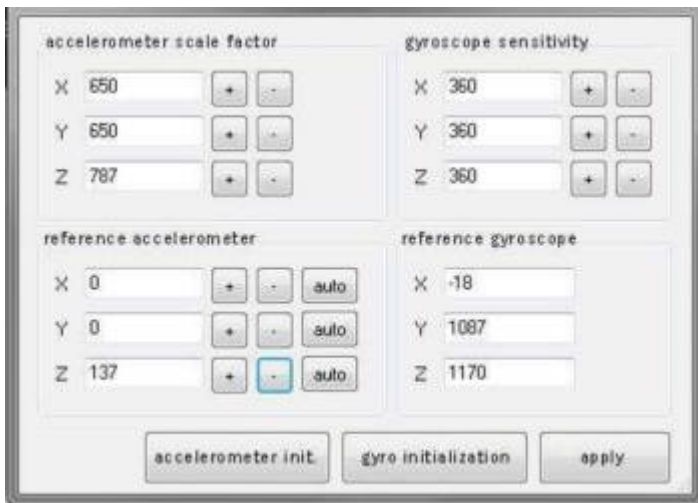 accelerometer scale factor
X 650 + -
Y 650 + -
Z 787 + -
gyroscope sensitivity
X 360 + -
Y 360 + -
Z 360 + -
reference accelerometer
X 0 + - auto
Y 0 + - auto
Z 137 + - auto
reference gyroscope
X -18
Y 1087
Z 1170
accelerometer init. gyro initialization apply